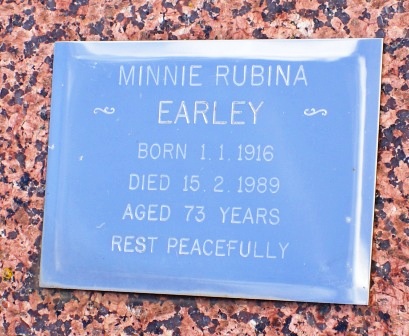 MINNIE RUBINA
EARLEY
BORN 1.1.1916
DIED 15.2.1989
AGED 73 YEARS
REST PEACEFULLY